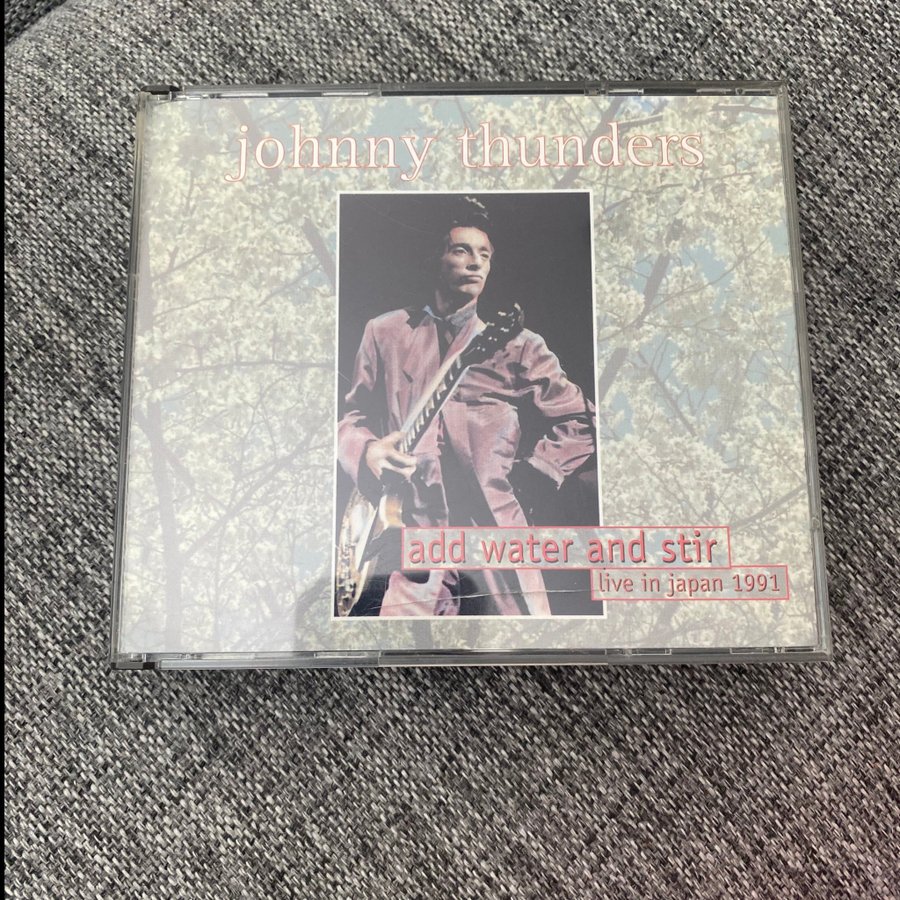 johnny thunders
add water and stir
live in japan 1991